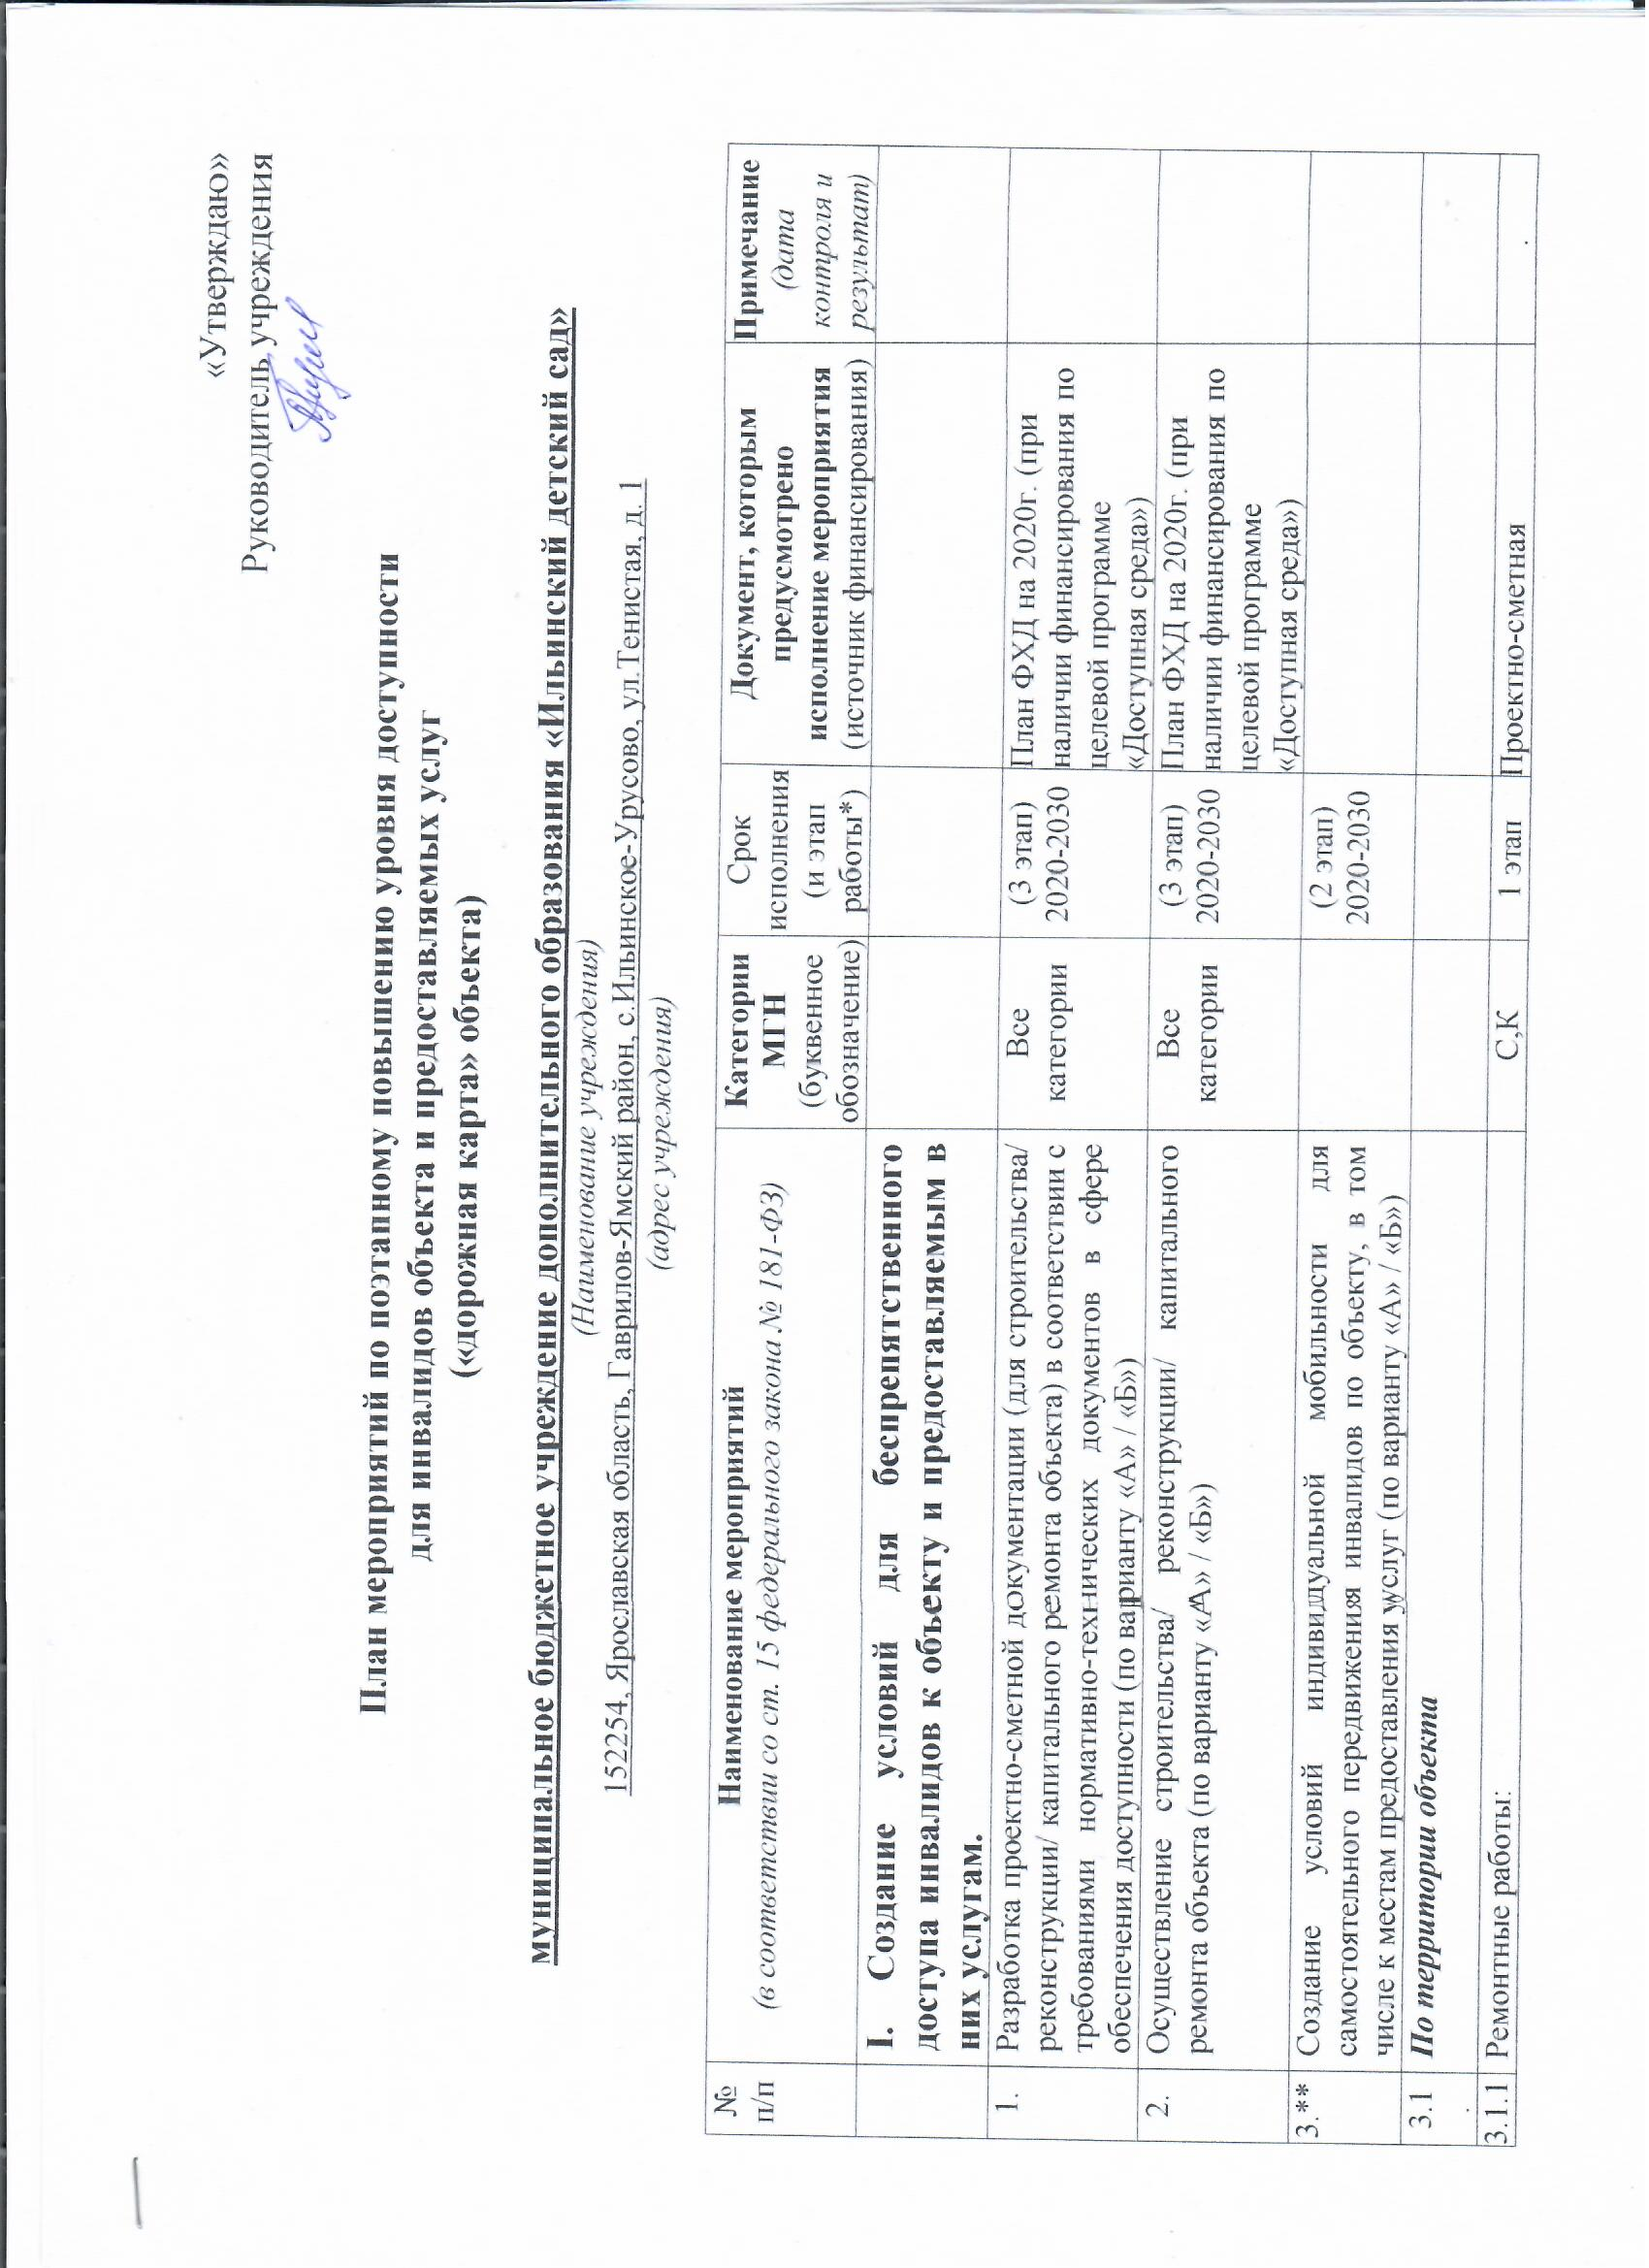 «Утверждаю»
Руководитель учреждения
План мероприятий по поэтапному повышению уровня доступности
для инвалидов объекта и предоставляемых услуг
(«дорожная карта» объекта)
муниципальное бюджетное учреждение дополнительного образования «Ильинский детский сад»
(Наименование учреждения)
152254, Ярославская область, Гаврилов-Ямский район, с.Ильинское-Урусово, ул.Тенистая, д. 1
(адрес учреждения)
№
п/п
Наименование мероприятий
(в соответствии со ст. 15 федерального закона № 181-ФЗ)
Категории
МГН
(буквенное
обозначение)
Срок
исполнения
(и этап
работы*)
Документ, которым
предусмотрено
исполнение мероприятия
(источник финансирования)
Примечание
(дата
контроля и
результат)
I. Создание условий для беспрепятственного
доступа инвалидов к объекту и предоставляемым в
них услугам.
1.
Разработка проектно-сметной документации (для строительства/
реконструкции/ капитального ремонта объекта) в соответствии с
требованиями нормативно-технических документов в сфере
обеспечения доступности (по варианту «А» / «Б»)
Все
категории
(3 этап)
2020-2030
План ФХД на 2020г. (при
наличии финансирования по
целевой программе
«Доступная среда»)
2.
Осуществление строительства/ реконструкции/ капитального
ремонта объекта (по варианту «А» / «Б»)
Все
категории
(3 этап)
2020-2030
План ФХД на 2020г. (при
наличии финансирования по
целевой программе
«Доступная среда»)
3.**
Создание условий индивидуальной мобильности для
самостоятельного передвижения инвалидов по объекту, в том
числе к местам предоставления услуг (по варианту «А» / «Б»)
(2 этап)
2020-2030
3.1
.
По территории объекта
3.1.1
Ремонтные работы:
С,К
1 этап
Проектно-сметная